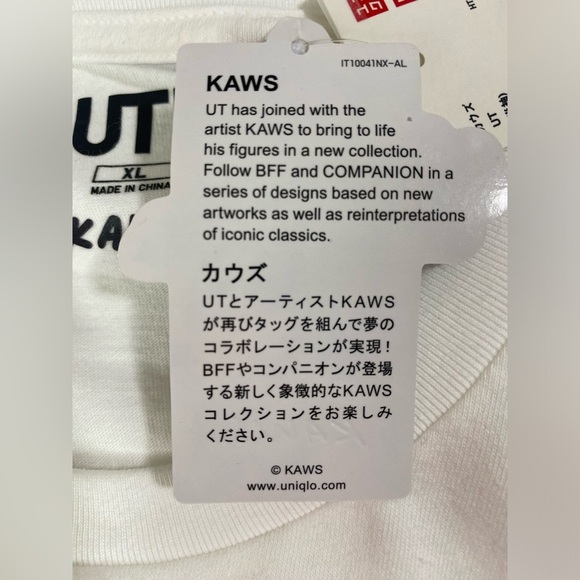 IT10041NX-AL
KAWS
UT has joined with the
artist KAWS to bring to life
his figures in a new collection.
Follow BFF and COMPANION in a
series of designs based on new
artworks as well as reinterpretations
of iconic classics.
カウズ
UTとアーティストKAWS
が再びタッグを組んで夢の
コラボレーションが実現!
BFFやコンパニオンが登場
する新しく象徴的なKAWS
コレクションをお楽しみ
ください。
© KAWS
www.uniqlo.com
UT
XL
MADE IN CHINA
KA
UT